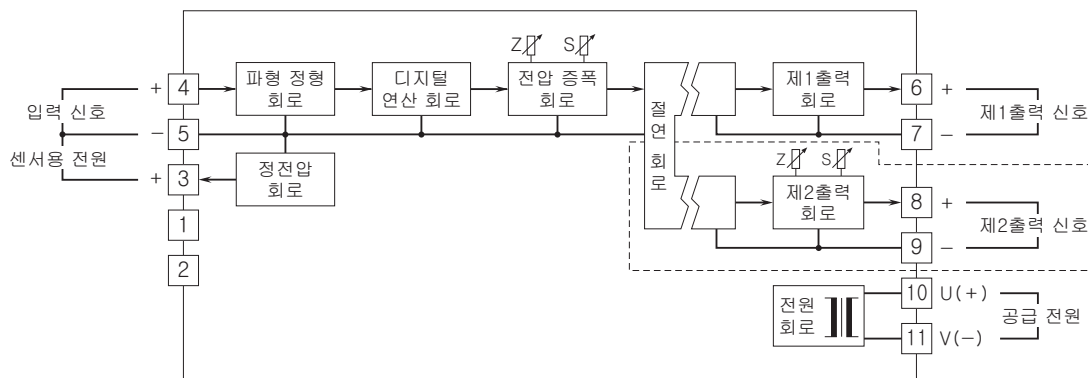 Z S
파형 정형
회로
디지털
연산 회로
전압 증폭
회로
제1출력
회로
+ 4
입력 신호
- 5
센서용 전원
+ 3
정전압
회로
1
2
절연 회로
6 +
7 -
제1출력 신호
Z S
제2출력
회로
8 +
9 -
제2출력 신호
전원
회로
10 U(+)
11 V(-)
공급 전원